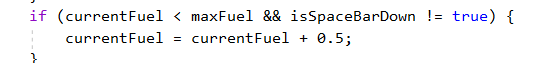 if (currentFuel < maxFuel && isSpaceBarDown != true) {
    currentFuel = currentFuel + 0.5;
}